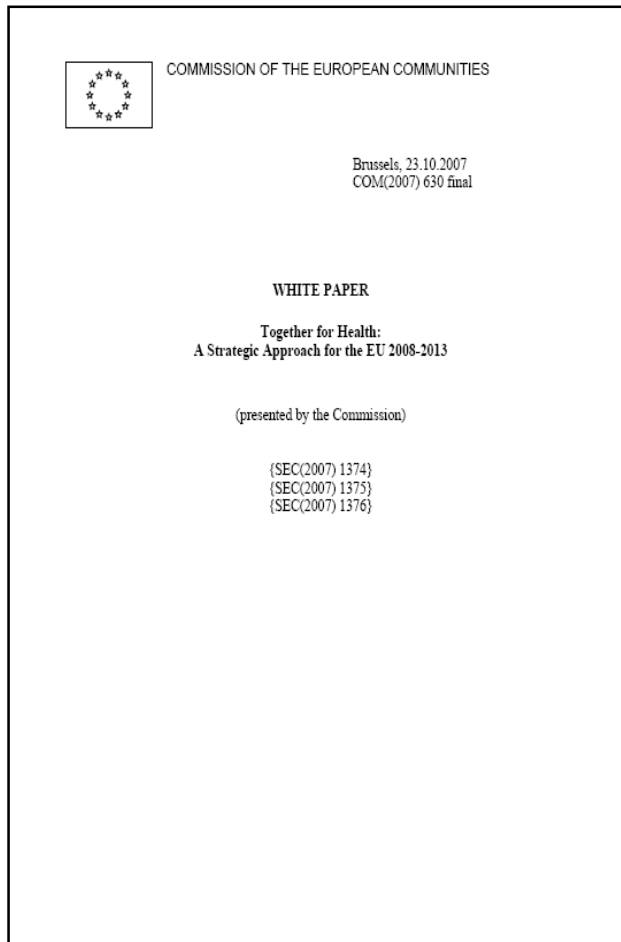 COMMISSION OF THE EUROPEAN COMMUNITIES
Brussels, 23.10.2007
COM(2007) 630 final
WHITE PAPER
Together for Health:
A Strategic Approach for the EU 2008-2013
(presented by the Commission)
{SEC(2007) 1374}
{SEC(2007) 1375}
{SEC(2007) 1376}